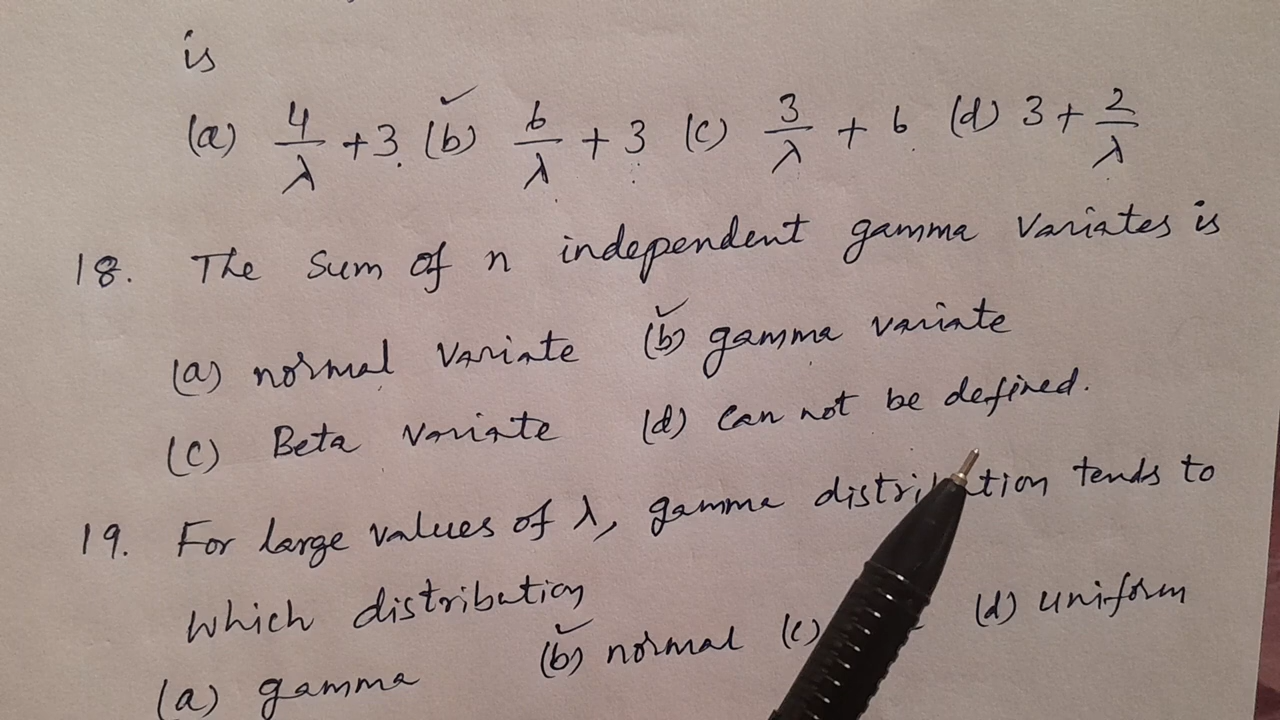 is
(a) 4/λ + 3. (b) 6/λ + 3 (c) 3/λ + 6 (d) 3 + 2/λ
18. The sum of n independent gamma variates is
(a) normal variate (b) gamma variate
(c) Beta variate (d) can not be defined.
19. For large values of λ, gamma distribution tends to
which distribution
(a) gamma (b) normal (c) (d) uniform